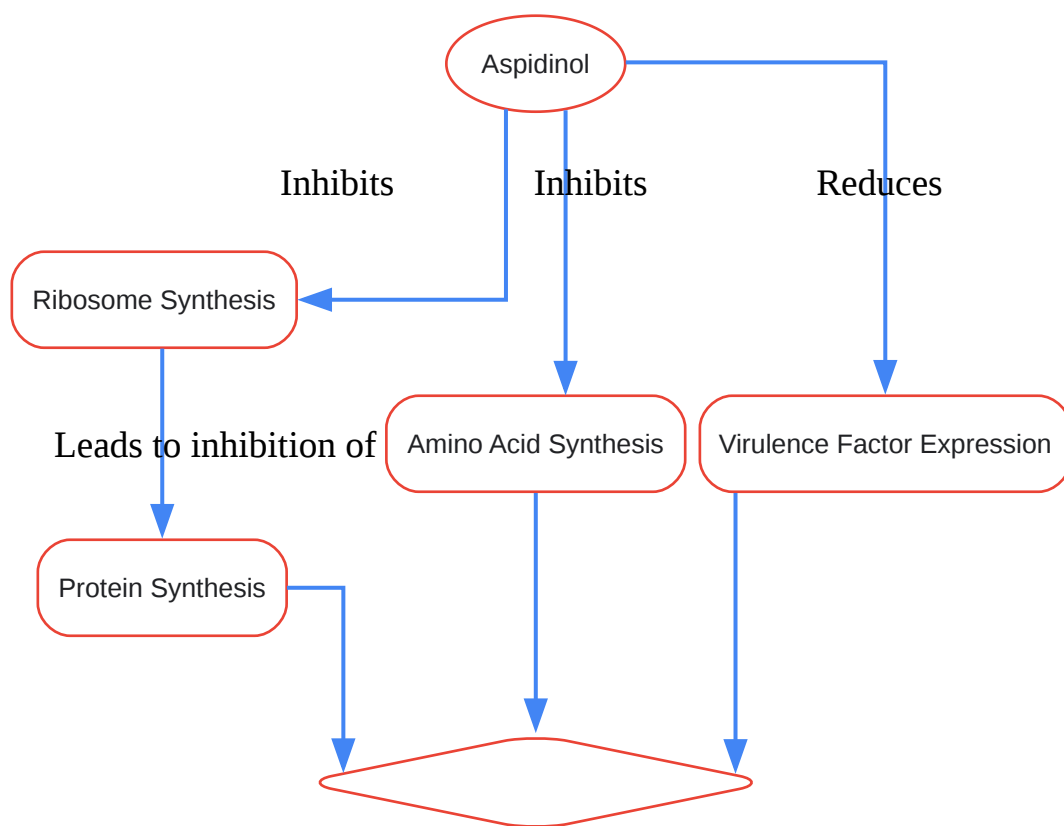 Aspidinol
Inhibits
Inhibits
Reduces
Ribosome Synthesis
Leads to inhibition of
Amino Acid Synthesis
Virulence Factor Expression
Protein Synthesis